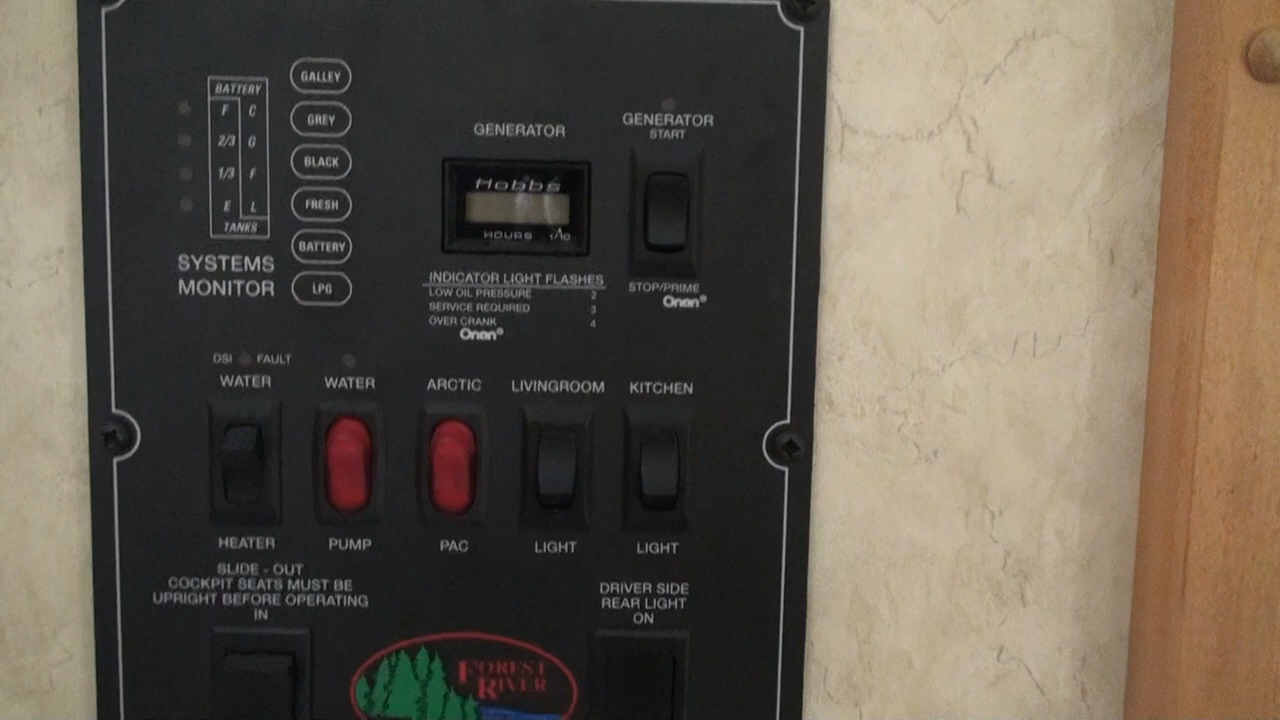 BATTERY
F C
2/3 G
1/3 F
E L
TANKS
SYSTEMS
MONITOR
GALLEY
GREY
BLACK
FRESH
BATTERY
LPG
GENERATOR
Hobbs
HOURS 1/10
INDICATOR LIGHT FLASHES
LOW OIL PRESSURE 2
SERVICE REQUIRED 3
OVER CRANK 4
Onan®
GENERATOR
START
STOP/PRIME
Onan®
DSI FAULT
WATER
HEATER
WATER
PUMP
ARCTIC
PAC
LIVINGROOM
LIGHT
KITCHEN
LIGHT
SLIDE - OUT
COCKPIT SEATS MUST BE
UPRIGHT BEFORE OPERATING
IN
FOREST
RIVER
DRIVER SIDE
REAR LIGHT
ON